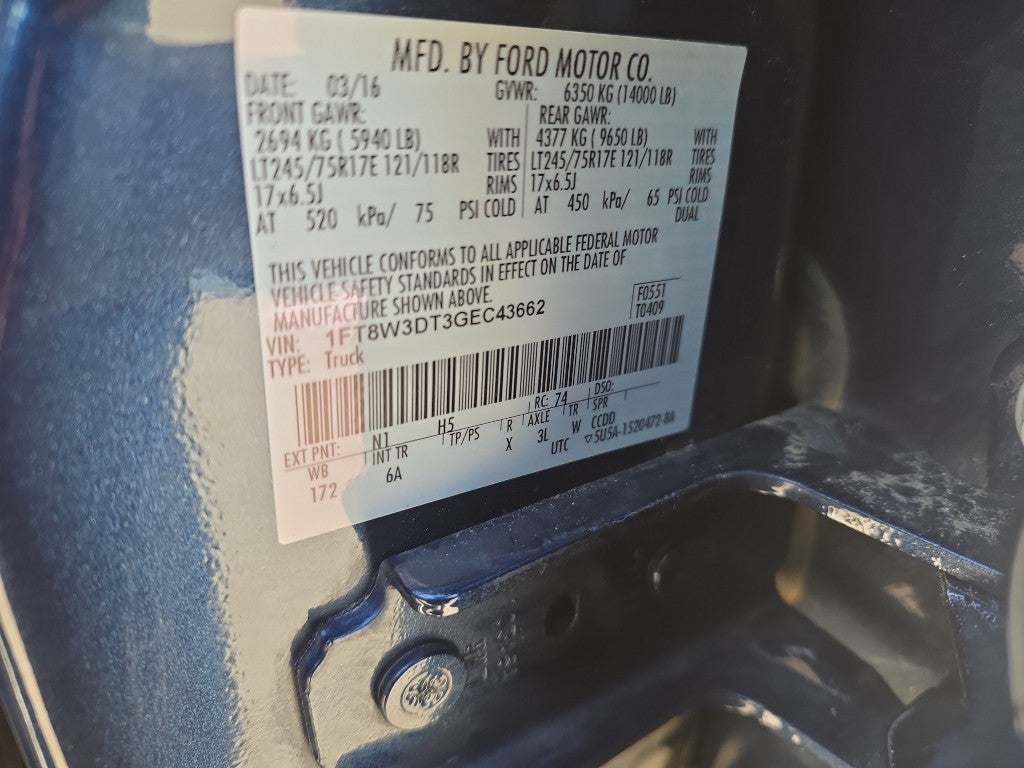 MFD. BY FORD MOTOR CO.
DATE: 03/16 GVWR: 6350 KG (14000 LB)
FRONT GAWR: REAR GAWR:
2694 KG ( 5940 LB) WITH 4377 KG ( 9650 LB) WITH
LT245/75R17E 121/118R TIRES LT245/75R17E 121/118R TIRES
17x6.5J RIMS 17x6.5J RIMS
AT 520 kPa/ 75 PSI COLD AT 450 kPa/ 65 PSI COLD
DUAL
THIS VEHICLE CONFORMS TO ALL APPLICABLE FEDERAL MOTOR
VEHICLE SAFETY STANDARDS IN EFFECT ON THE DATE OF
MANUFACTURE SHOWN ABOVE.
VIN: 1FT8W3DT3GEC43662 F0551
TYPE: Truck T0409
EXT PNT: N1 H5 RC: 74 DSO:
WB INT TR TP/PS R AXLE TR SPR
172 6A X 3L W CCDD
UTC ▽5U5A-1520472-BA